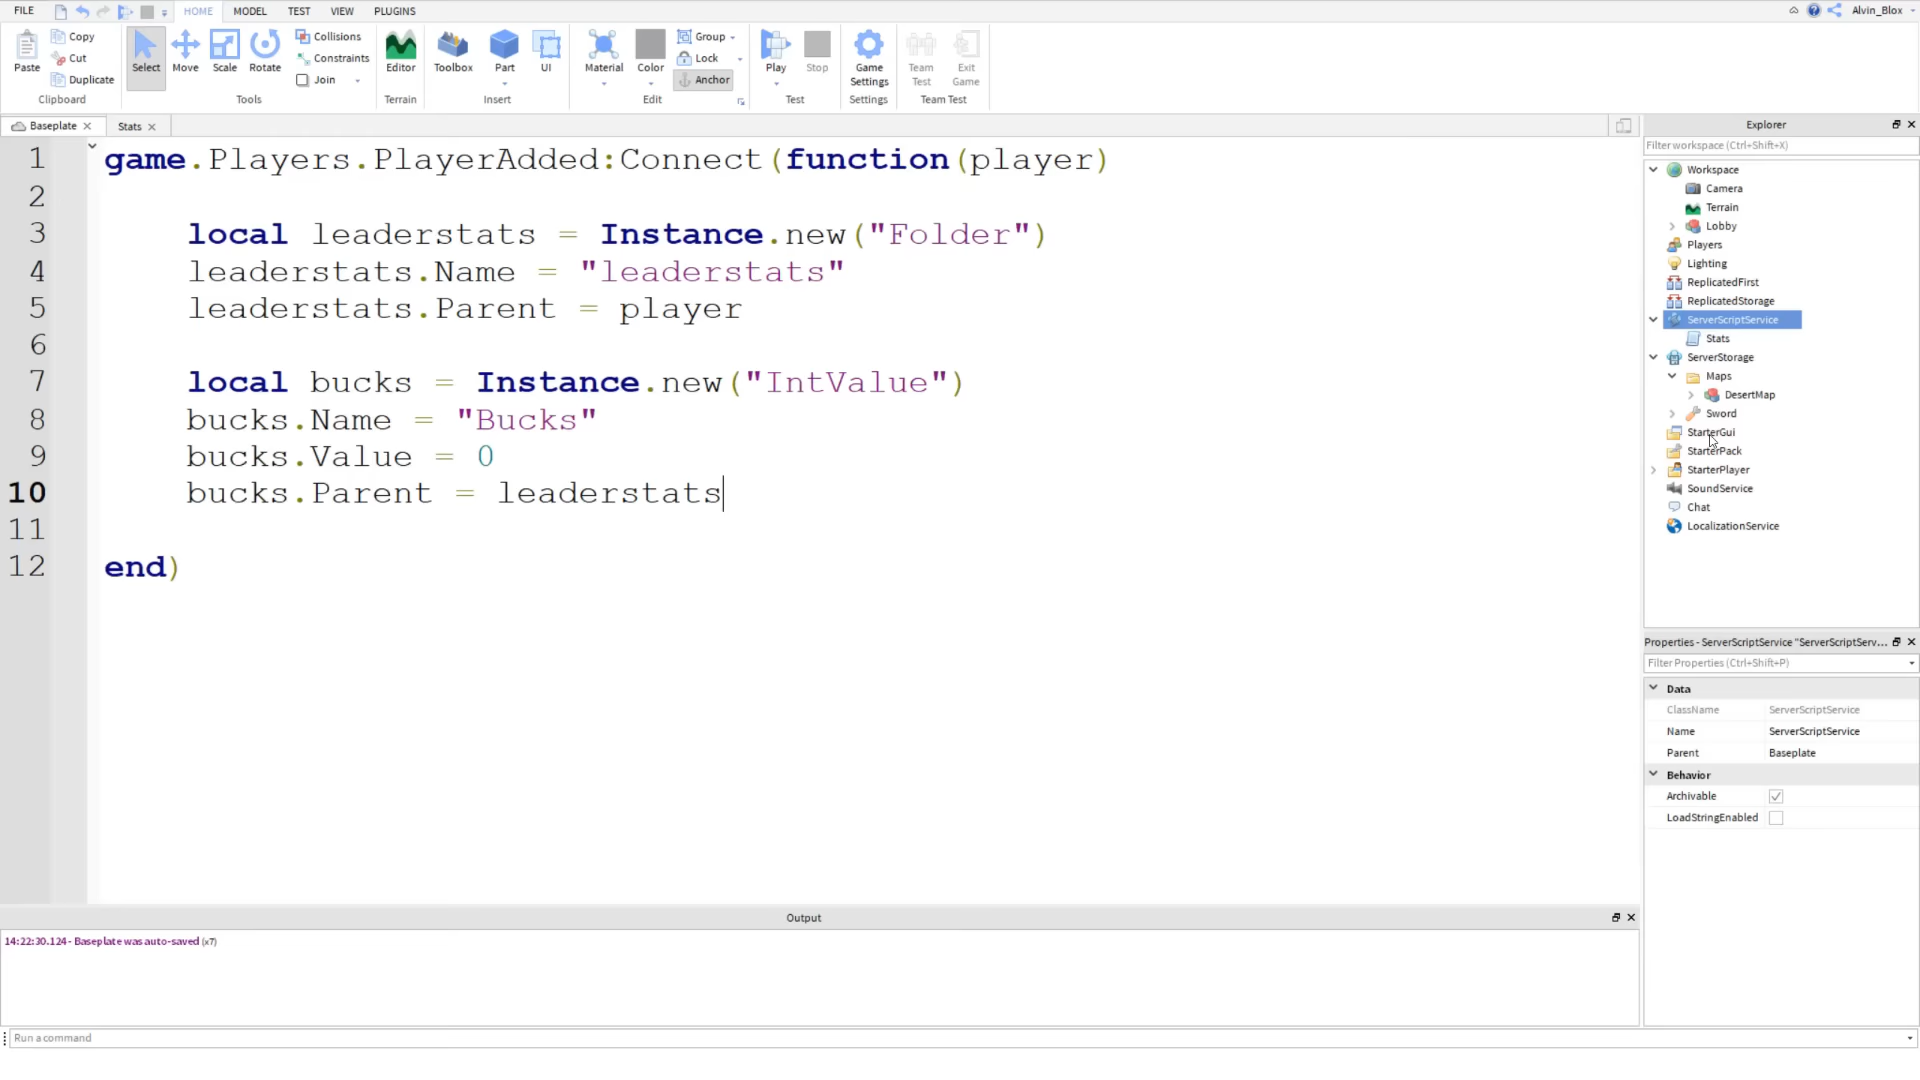 FILE HOME MODEL TEST VIEW PLUGINS Alvin_Blox
Paste Copy Cut Duplicate Clipboard
Select Move Scale Rotate Collisions Constraints Join Tools
Editor Terrain
Toolbox Part UI Insert
Material Color Group Lock Anchor Edit
Play Stop Test
Game Settings Settings
Team Test Exit Game Team Test
Baseplate Stats
1 game.Players.PlayerAdded:Connect(function(player)
2
3 local leaderstats = Instance.new("Folder")
4 leaderstats.Name = "leaderstats"
5 leaderstats.Parent = player
6
7 local bucks = Instance.new("IntValue")
8 bucks.Name = "Bucks"
9 bucks.Value = 0
10 bucks.Parent = leaderstats
11
12 end)
Explorer
Filter workspace (Ctrl+Shift+X)
Workspace
Camera
Terrain
Lobby
Players
Lighting
ReplicatedFirst
ReplicatedStorage
ServerScriptService
Stats
ServerStorage
Maps
DesertMap
Sword
StarterGui
StarterPack
StarterPlayer
SoundService
Chat
LocalizationService
Properties - ServerScriptService "ServerScriptServ...
Filter Properties (Ctrl+Shift+P)
Data
ClassName ServerScriptService
Name ServerScriptService
Parent Baseplate
Behavior
Archivable
LoadStringEnabled
Output
14:22:30.124 - Baseplate was auto-saved (x7)
Run a command